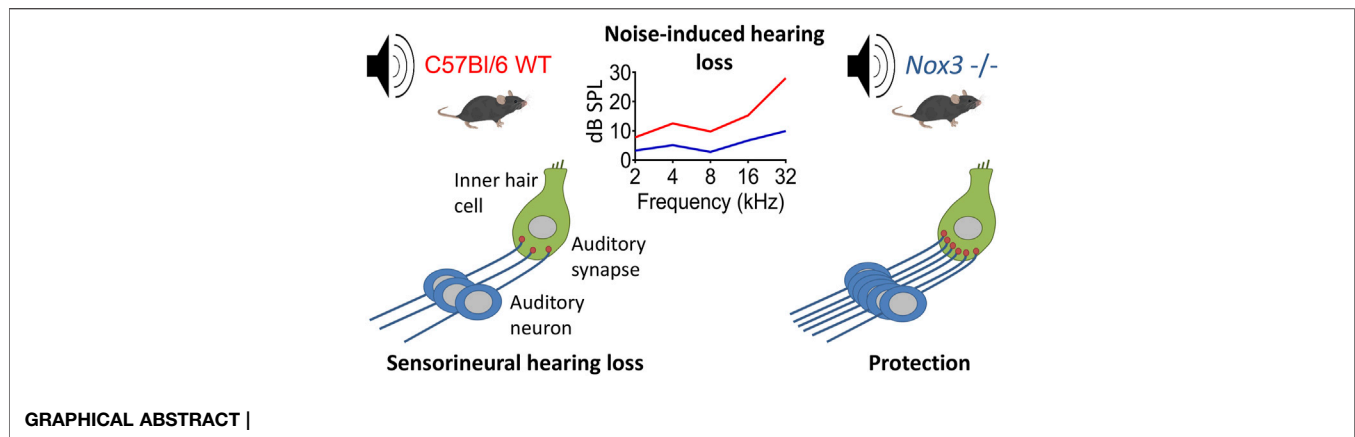 C57Bl/6 WT
Noise-induced hearing
loss
Nox3 -/-
dB SPL
30
20
10
0
2 4 8 16 32
Frequency (kHz)
Inner hair
cell
Auditory
synapse
Auditory
neuron
Sensorineural hearing loss
Protection
GRAPHICAL ABSTRACT |